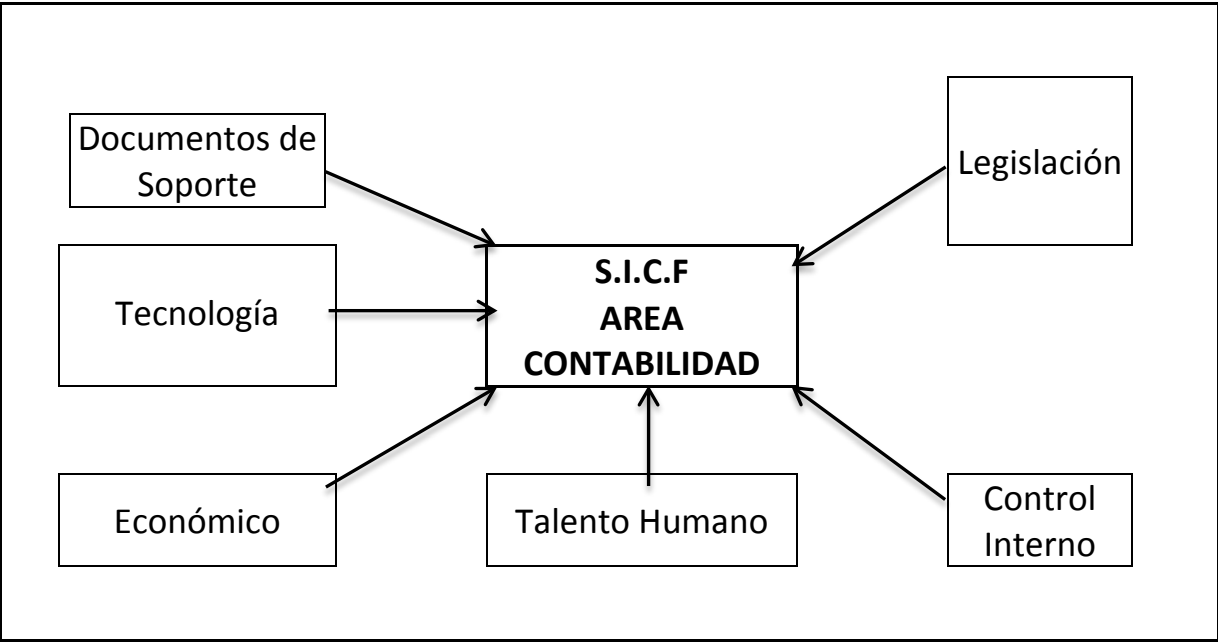 Documentos de
Soporte
Legislación
Tecnología
S.I.C.F
AREA
CONTABILIDAD
Económico
Talento Humano
Control
Interno